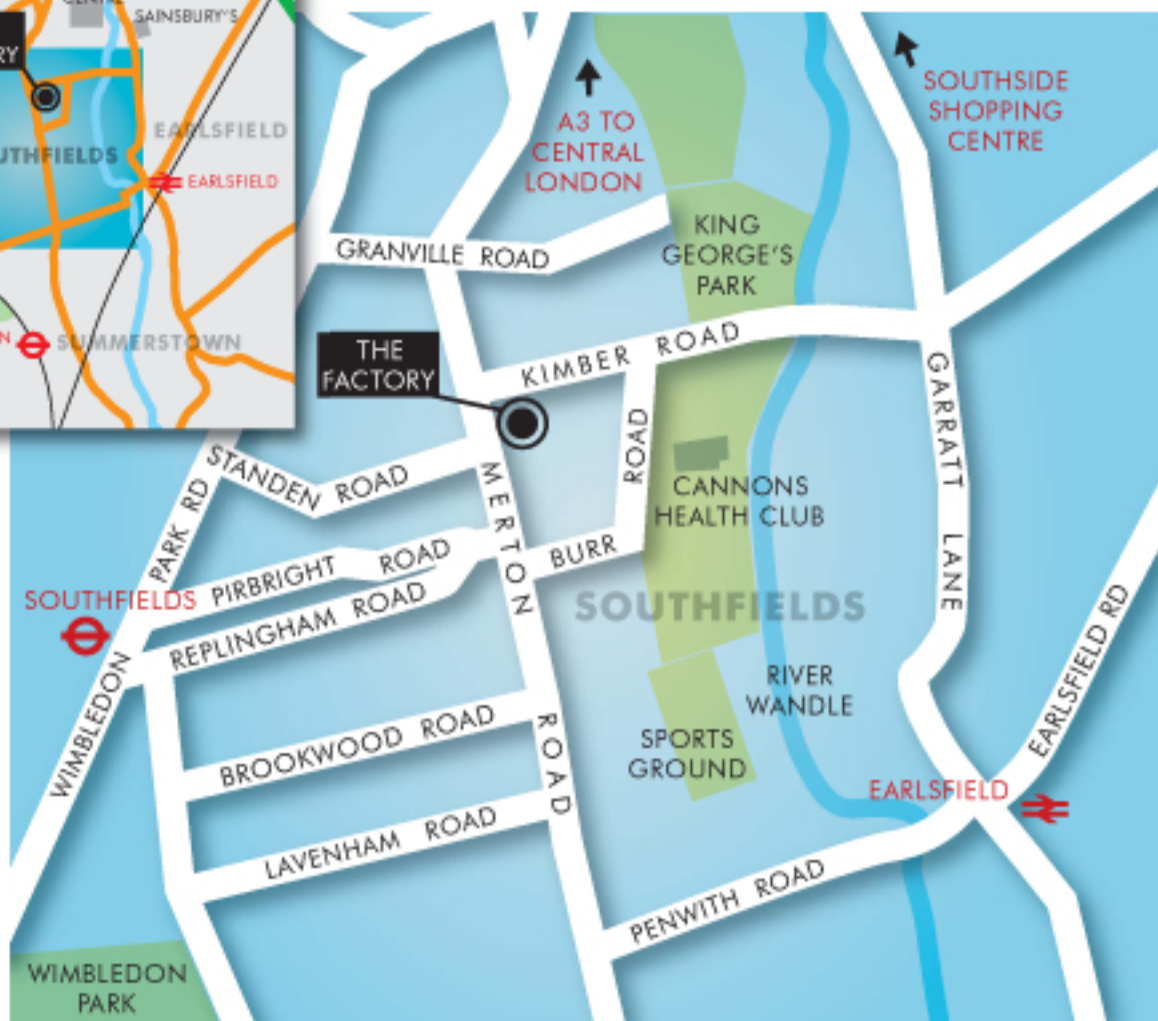 SAINSBURY'S
EARLSFIELD
EARLSFIELD
SUMMERSTOWN
A3 TO
CENTRAL
LONDON
SOUTHSIDE
SHOPPING
CENTRE
KING
GEORGE'S
PARK
GRANVILLE ROAD
THE
FACTORY
KIMBER ROAD
GARRATT LANE
STANDEN ROAD
MERTON ROAD
BURR ROAD
CANNONS
HEALTH CLUB
WIMBLEDON PARK RD
PIRBRIGHT ROAD
REPLINGHAM ROAD
SOUTHFIELDS
SOUTHFIELDS
RIVER
WANDLE
EARLSFIELD RD
BROOKWOOD ROAD
SPORTS
GROUND
EARLSFIELD
LAVENHAM ROAD
PENWITH ROAD
WIMBLEDON
PARK